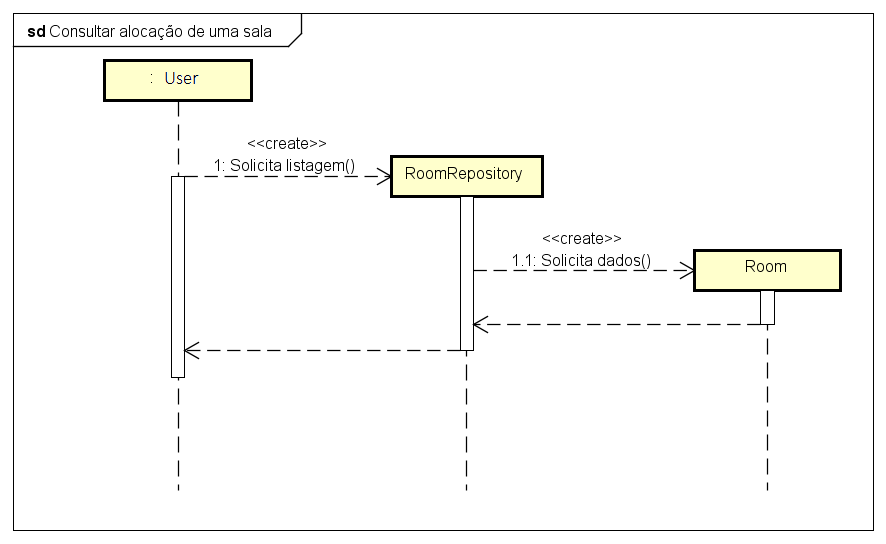 sd Consultar alocação de uma sala
: User
<<create>>
1: Solicita listagem()
RoomRepository
<<create>>
1.1: Solicita dados()
Room